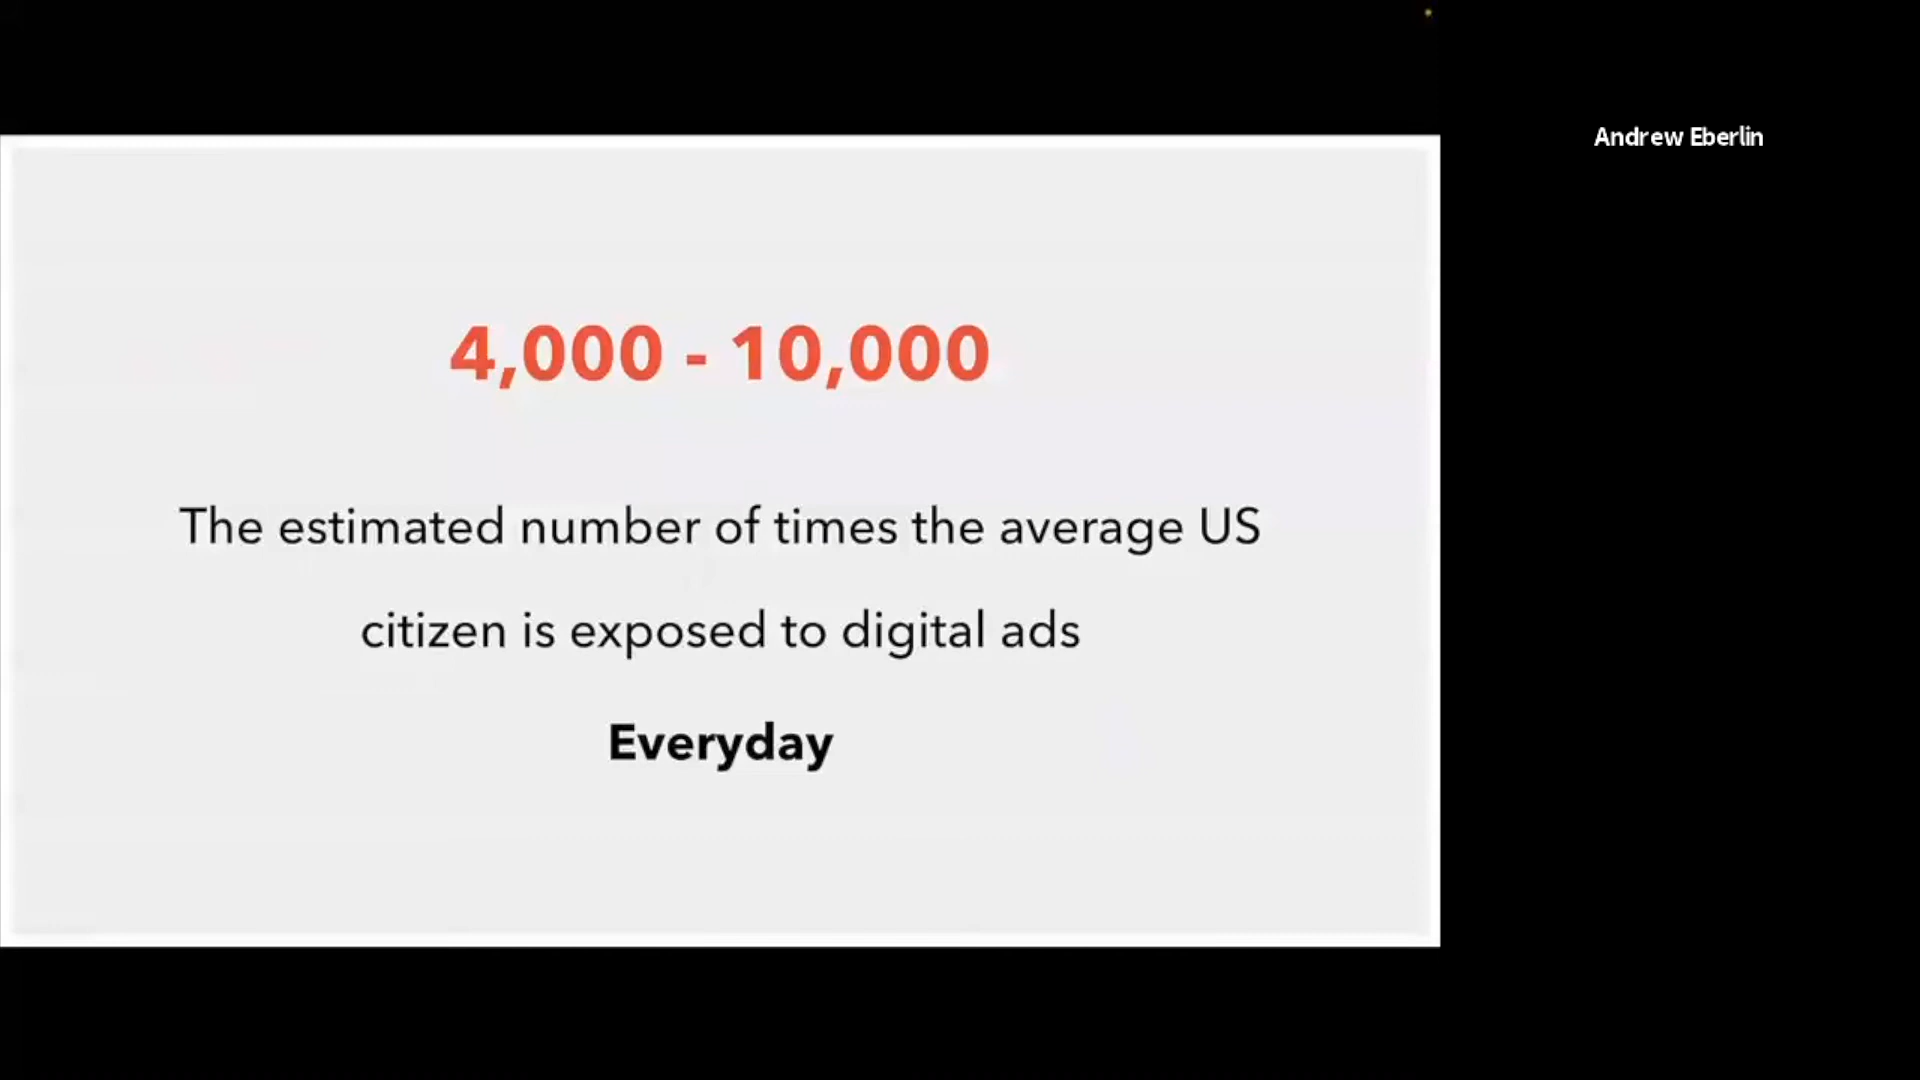 Andrew Eberlin
4,000 - 10,000
The estimated number of times the average US
citizen is exposed to digital ads
Everyday